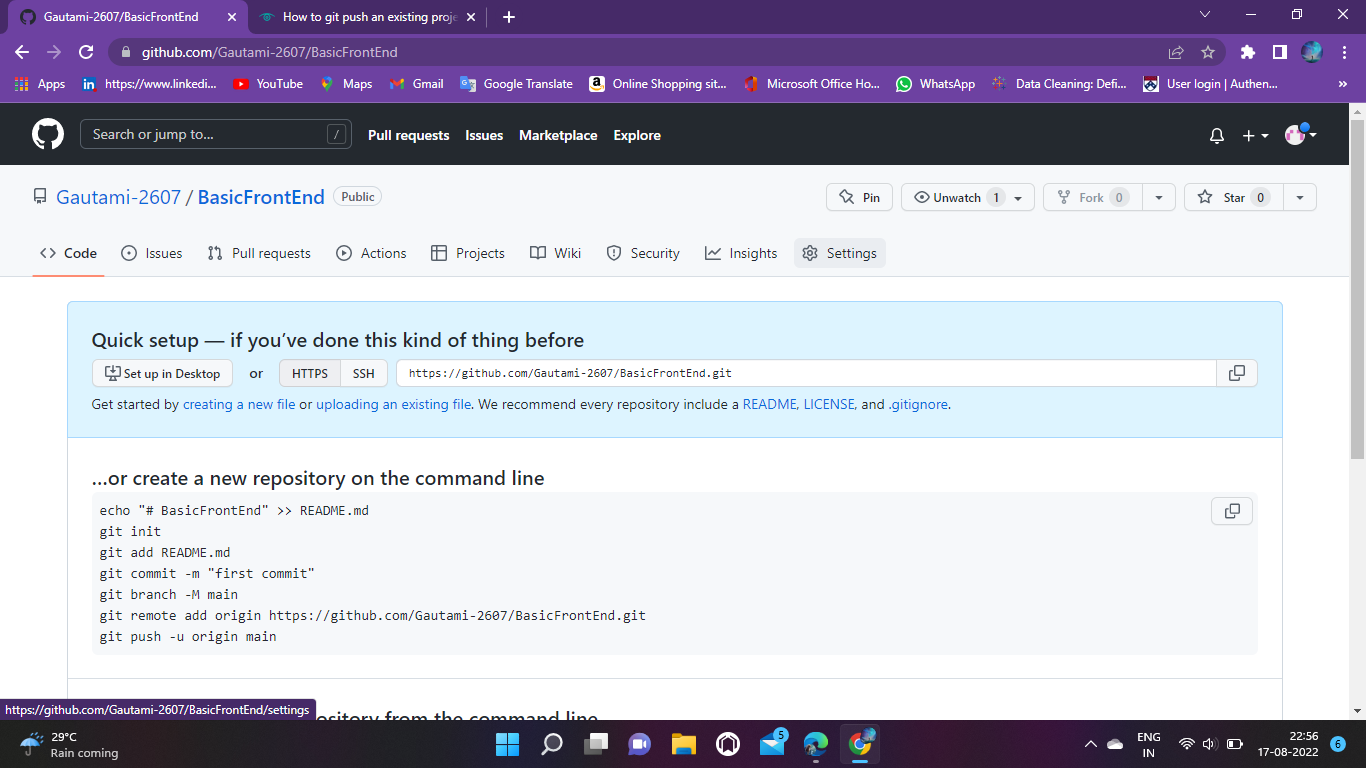 Gautami-2607/BasicFrontEnd
How to git push an existing proje
github.com/Gautami-2607/BasicFrontEnd
Apps
https://www.linkedi...
YouTube
Maps
Gmail
Google Translate
Online Shopping sit...
Microsoft Office Ho...
WhatsApp
Data Cleaning: Defi...
User login | Authen...
Search or jump to...
/
Pull requests
Issues
Marketplace
Explore
Gautami-2607 / BasicFrontEnd
Public
Pin
Unwatch 1
Fork 0
Star 0
Code
Issues
Pull requests
Actions
Projects
Wiki
Security
Insights
Settings
Quick setup — if you’ve done this kind of thing before
Set up in Desktop
or
HTTPS
SSH
https://github.com/Gautami-2607/BasicFrontEnd.git
Get started by creating a new file or uploading an existing file. We recommend every repository include a README, LICENSE, and .gitignore.
…or create a new repository on the command line
echo "# BasicFrontEnd" >> README.md
git init
git add README.md
git commit -m "first commit"
git branch -M main
git remote add origin https://github.com/Gautami-2607/BasicFrontEnd.git
git push -u origin main
https://github.com/Gautami-2607/BasicFrontEnd/settings
ository from the command line
29°C
Rain coming
5
ENG
IN
22:56
17-08-2022
6